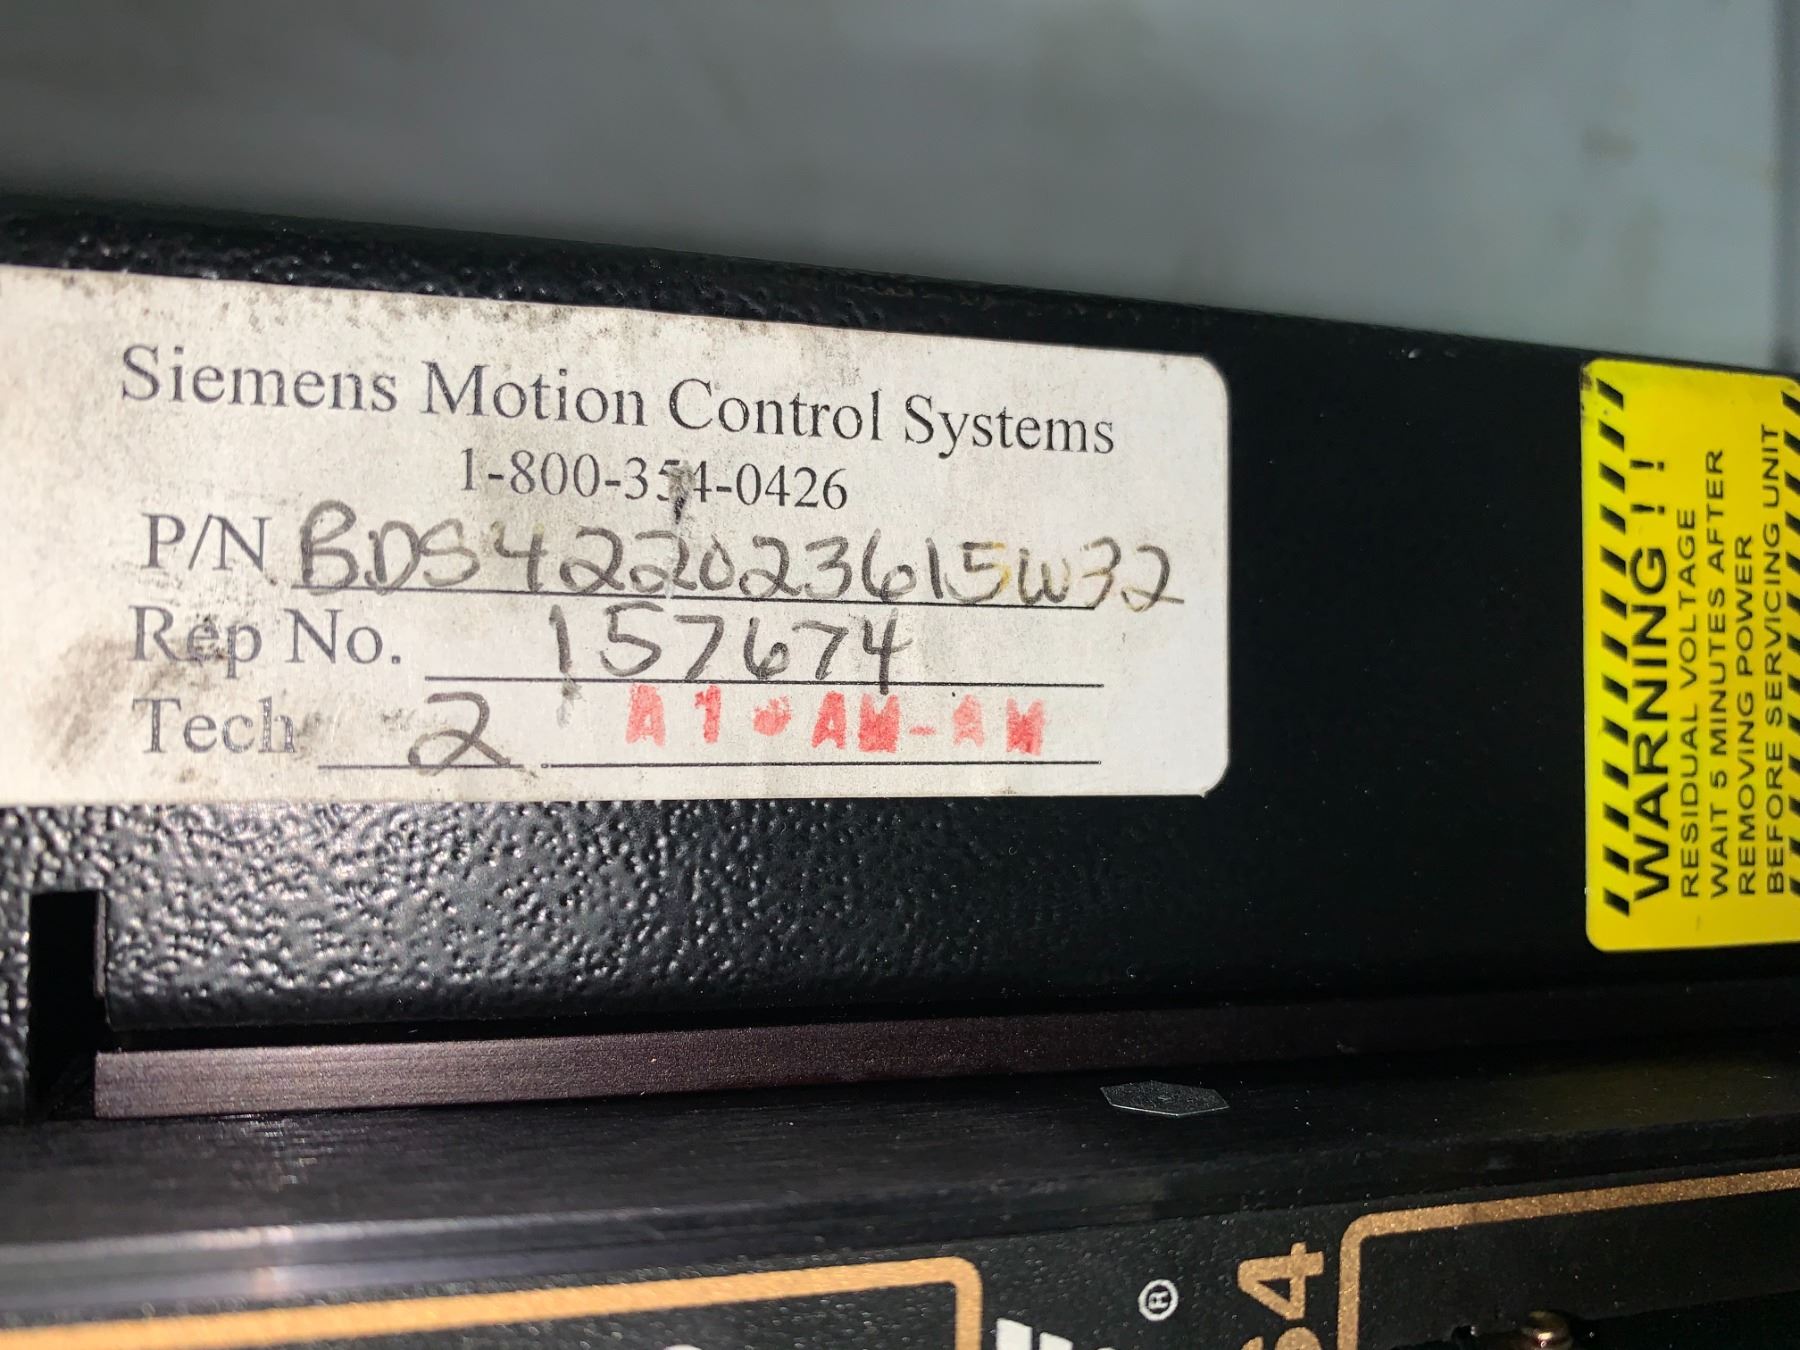 Siemens Motion Control Systems
1-800-354-0426
P/N BDS422023615W32
Rep No. 157674
Tech 2 A1-AM-AM
WARNING!!
RESIDUAL VOLTAGE
WAIT 5 MINUTES AFTER
REMOVING POWER
BEFORE SERVICING UNIT
®